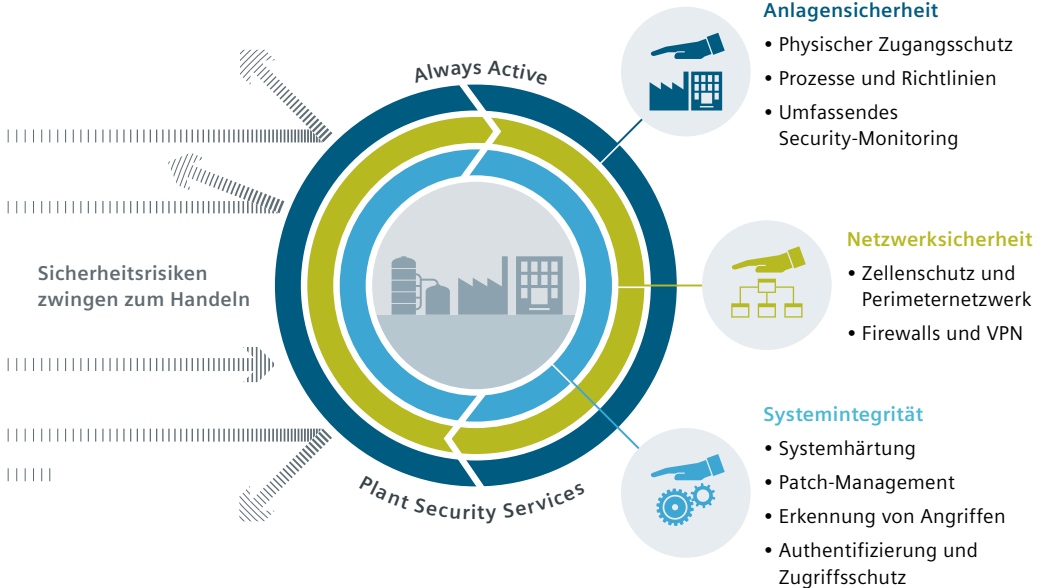 Always Active
Sicherheitsrisiken
zwingen zum Handeln
Plant Security Services
Anlagensicherheit
• Physischer Zugangsschutz
• Prozesse und Richtlinien
• Umfassendes
Security-Monitoring
Netzwerksicherheit
• Zellenschutz und
Perimeternetzwerk
• Firewalls und VPN
Systemintegrität
• Systemhärtung
• Patch-Management
• Erkennung von Angriffen
• Authentifizierung und
Zugriffsschutz